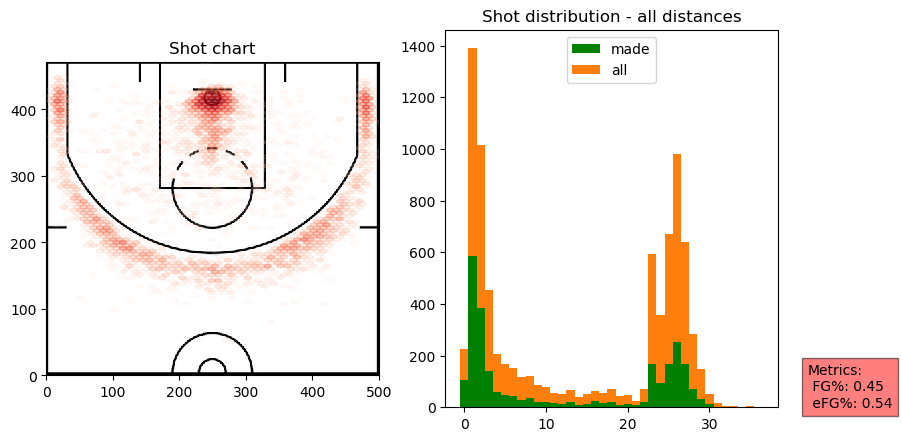 Shot chart
400
300
200
100
0
0 100 200 300 400 500
Shot distribution - all distances
made
all
1400
1200
1000
800
600
400
200
0
0 10 20 30
Metrics:
FG%: 0.45
eFG%: 0.54